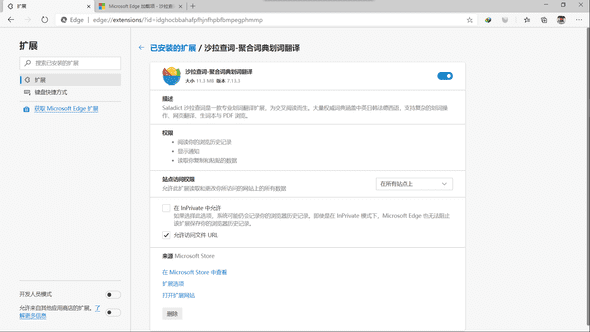 扩展
Microsoft Edge 加载项 - 沙拉查
Edge | edge://extensions/?id=idghocbbahafpfhjnfhpbfbmpegphmmp
扩展
搜索已安装的扩展
扩展
键盘快捷方式
获取 Microsoft Edge 扩展
开发人员模式
允许来自其他应用商店的扩展。了
解更多信息
已安装的扩展 / 沙拉查词-聚合词典划词翻译
沙拉查词-聚合词典划词翻译
大小 11.1 MB 版本 7.13.1
描述
Saladict 沙拉查词是一款专业划词翻译扩展，为交叉阅读而生。大量权威词典涵盖中英日韩法德西语，支持复杂的划词操
作、网页翻译、生词本与 PDF 浏览。
权限
阅读你的浏览历史记录
显示通知
读取你复制和粘贴的数据
站点访问权限
允许此扩展读取和更改你所访问的网站上的所有数据
在所有站点上
在 InPrivate 中允许
如果选择此选项，系统可能仍会记录你的浏览器历史记录。即使是在 InPrivate 模式下，Microsoft Edge 也无法阻止
该扩展保存你的浏览器历史记录。
允许访问文件 URL
来源 Microsoft Store
在 Microsoft Store 中查看
扩展选项
打开扩展网站
删除